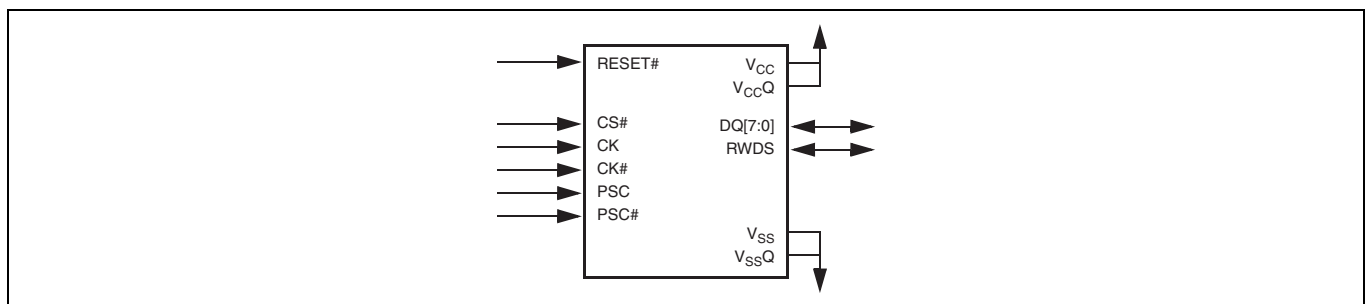 RESET#
CS#
CK
CK#
PSC
PSC#
VCC
VCCQ
DQ[7:0]
RWDS
VSS
VSSQ